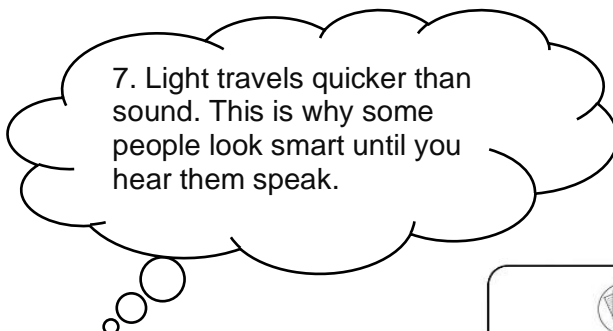 7. Light travels quicker than
sound. This is why some
people look smart until you
hear them speak.